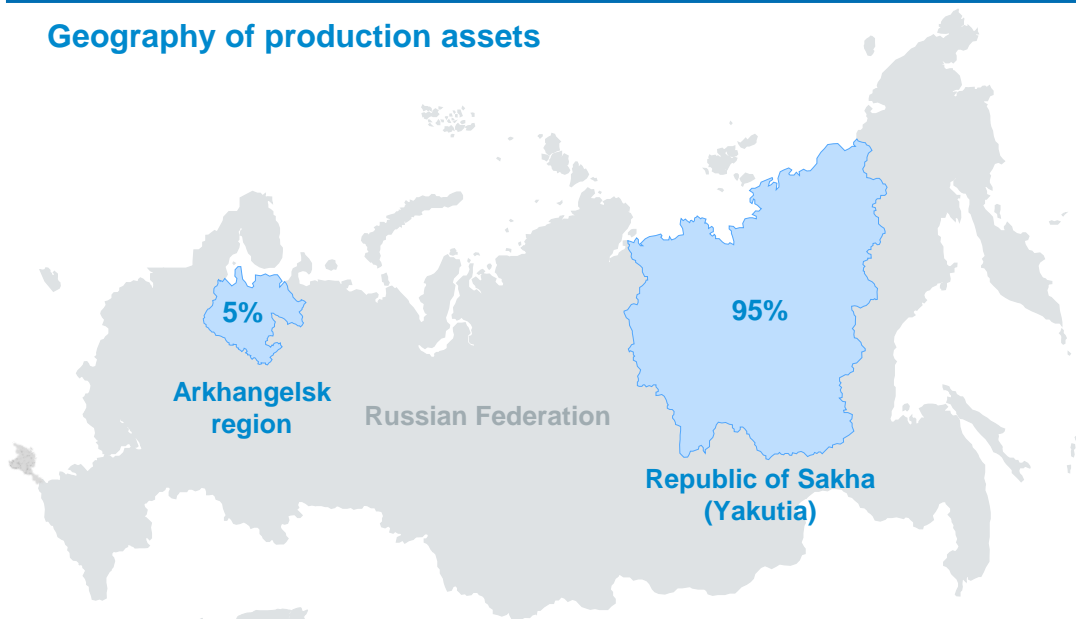 Geography of production assets
5%
95%
Arkhangelsk
region
Russian Federation
Republic of Sakha
(Yakutia)